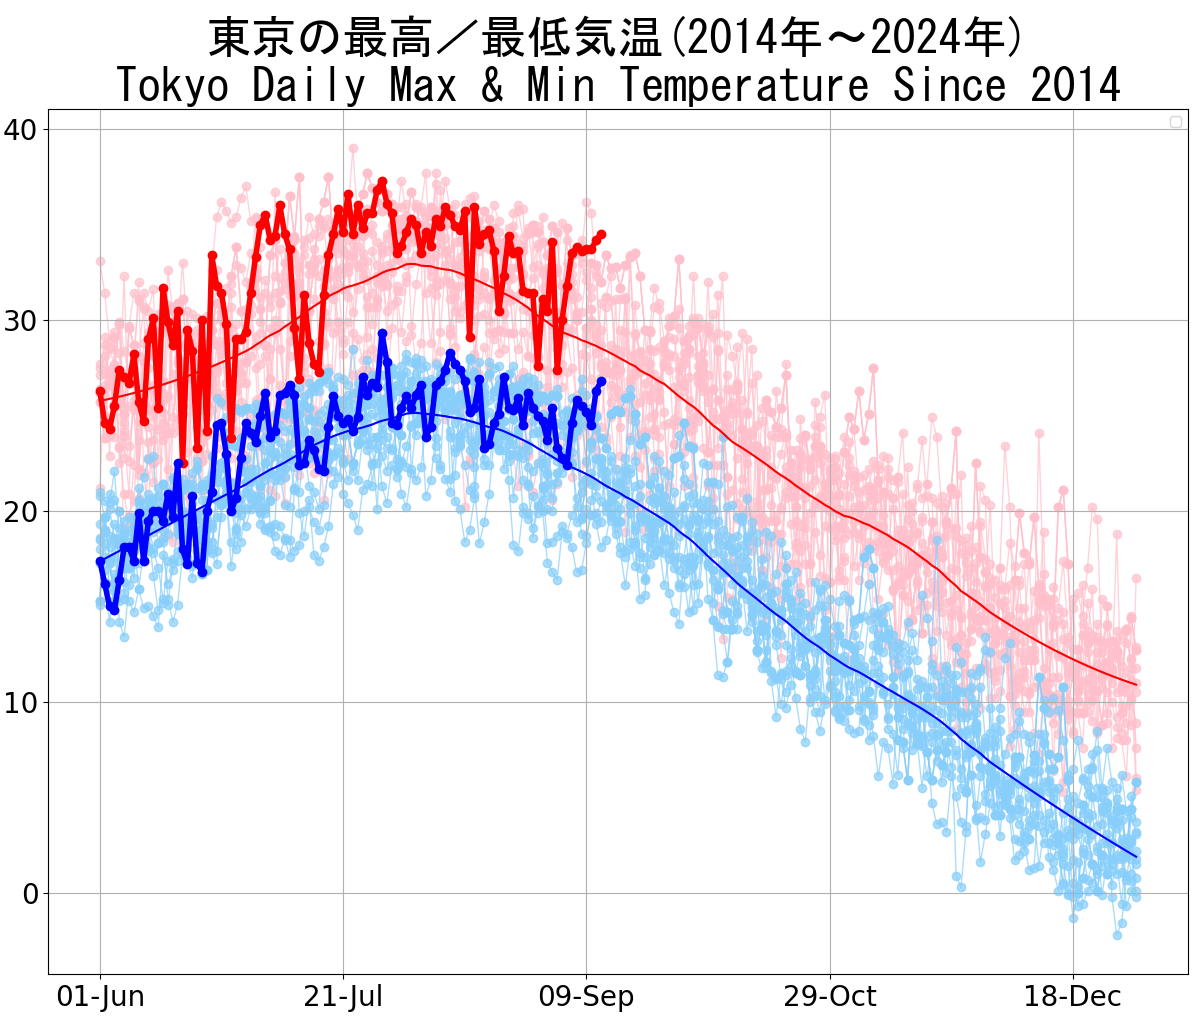 東京の最高／最低気温(2014年～2024年)
Tokyo Daily Max & Min Temperature Since 2014
40
30
20
10
0
01-Jun 21-Jul 09-Sep 29-Oct 18-Dec